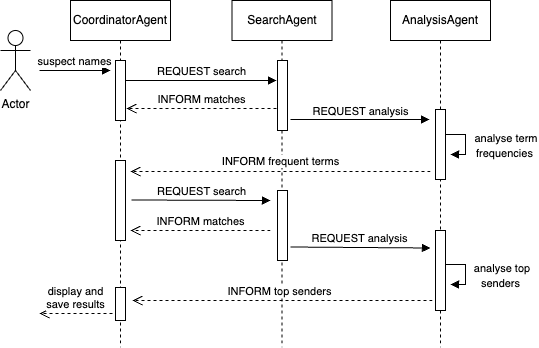 CoordinatorAgent
SearchAgent
AnalysisAgent
suspect names
REQUEST search
Actor
INFORM matches
REQUEST analysis
analyse term
frequencies
INFORM frequent terms
REQUEST search
INFORM matches
REQUEST analysis
analyse top
senders
display and
save results
INFORM top senders